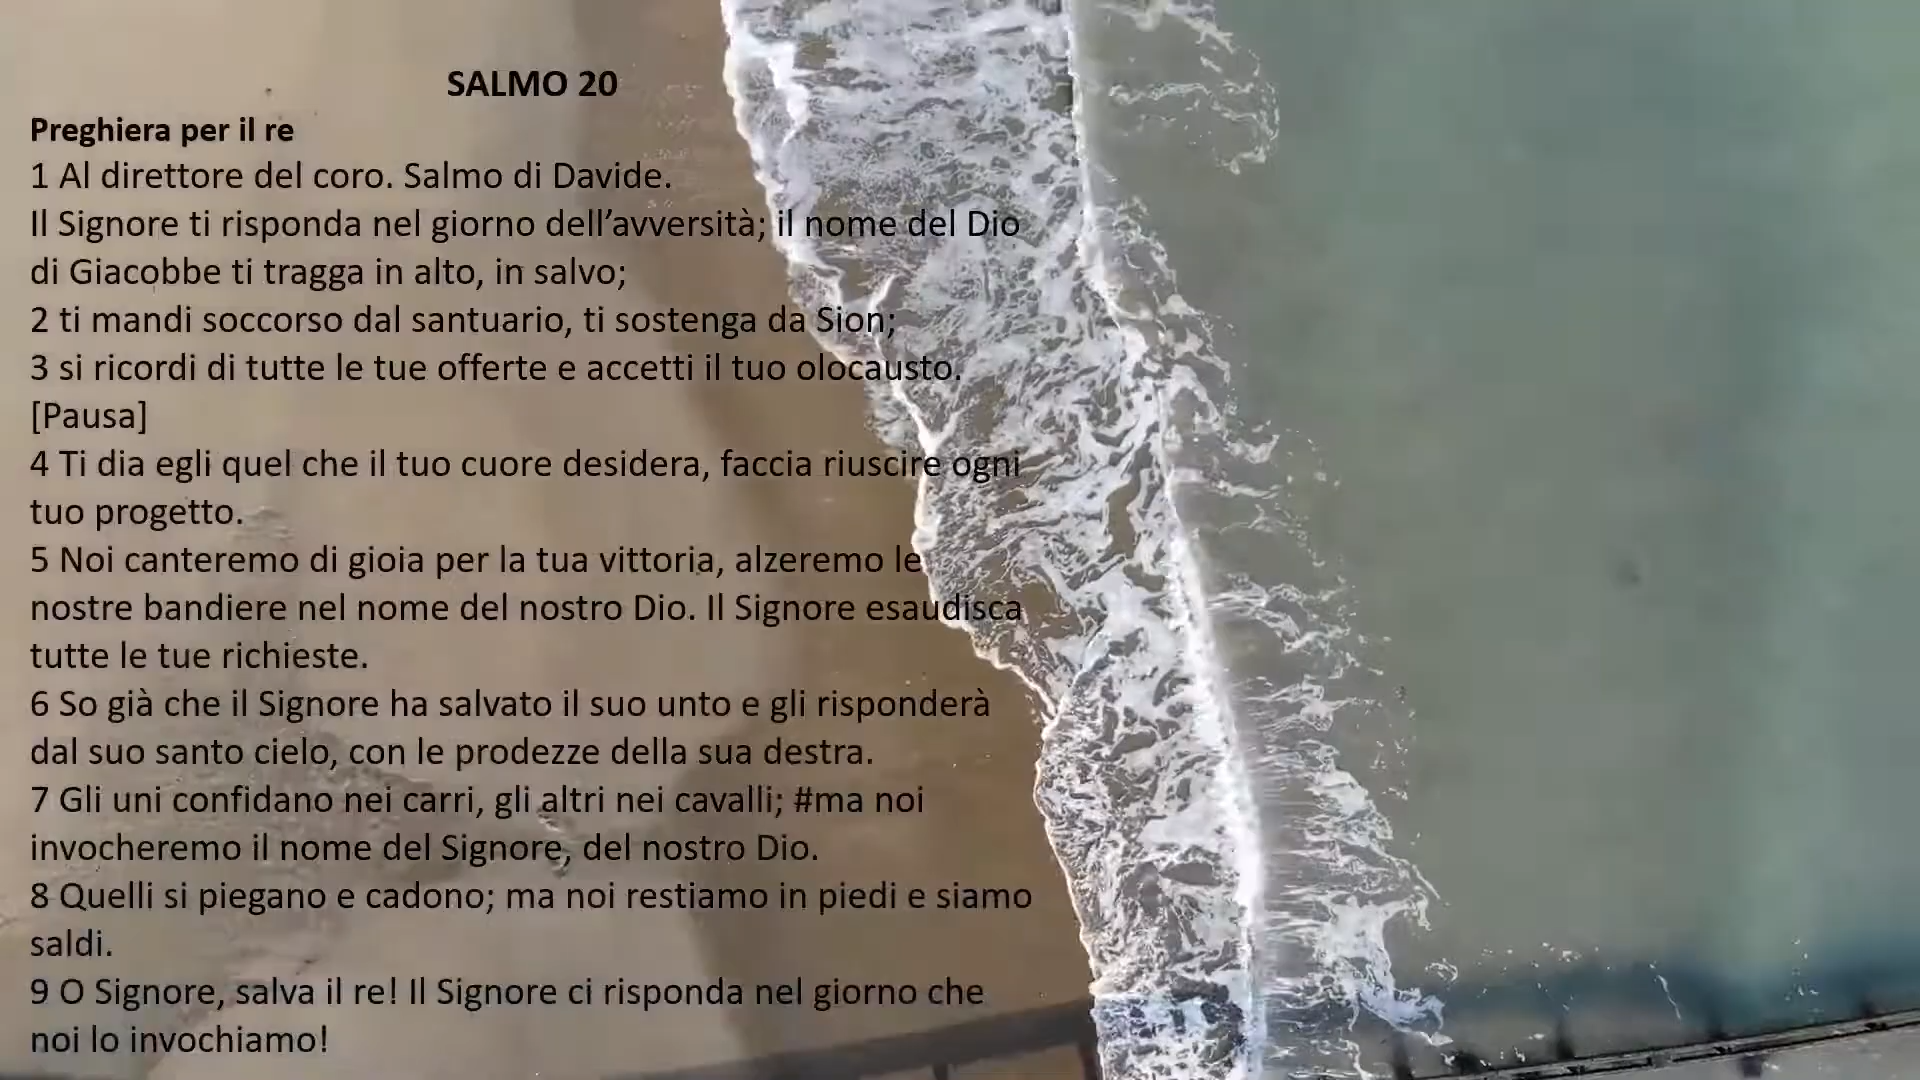 SALMO 20
Preghiera per il re
1 Al direttore del coro. Salmo di Davide.
Il Signore ti risponda nel giorno dell’avversità; il nome del Dio
di Giacobbe ti tragga in alto, in salvo;
2 ti mandi soccorso dal santuario, ti sostenga da Sion;
3 si ricordi di tutte le tue offerte e accetti il tuo olocausto.
[Pausa]
4 Ti dia egli quel che il tuo cuore desidera, faccia riuscire ogni
tuo progetto.
5 Noi canteremo di gioia per la tua vittoria, alzeremo le
nostre bandiere nel nome del nostro Dio. Il Signore esaudisca
tutte le tue richieste.
6 So già che il Signore ha salvato il suo unto e gli risponderà
dal suo santo cielo, con le prodezze della sua destra.
7 Gli uni confidano nei carri, gli altri nei cavalli; #ma noi
invocheremo il nome del Signore, del nostro Dio.
8 Quelli si piegano e cadono; ma noi restiamo in piedi e siamo
saldi.
9 O Signore, salva il re! Il Signore ci risponda nel giorno che
noi lo invochiamo!